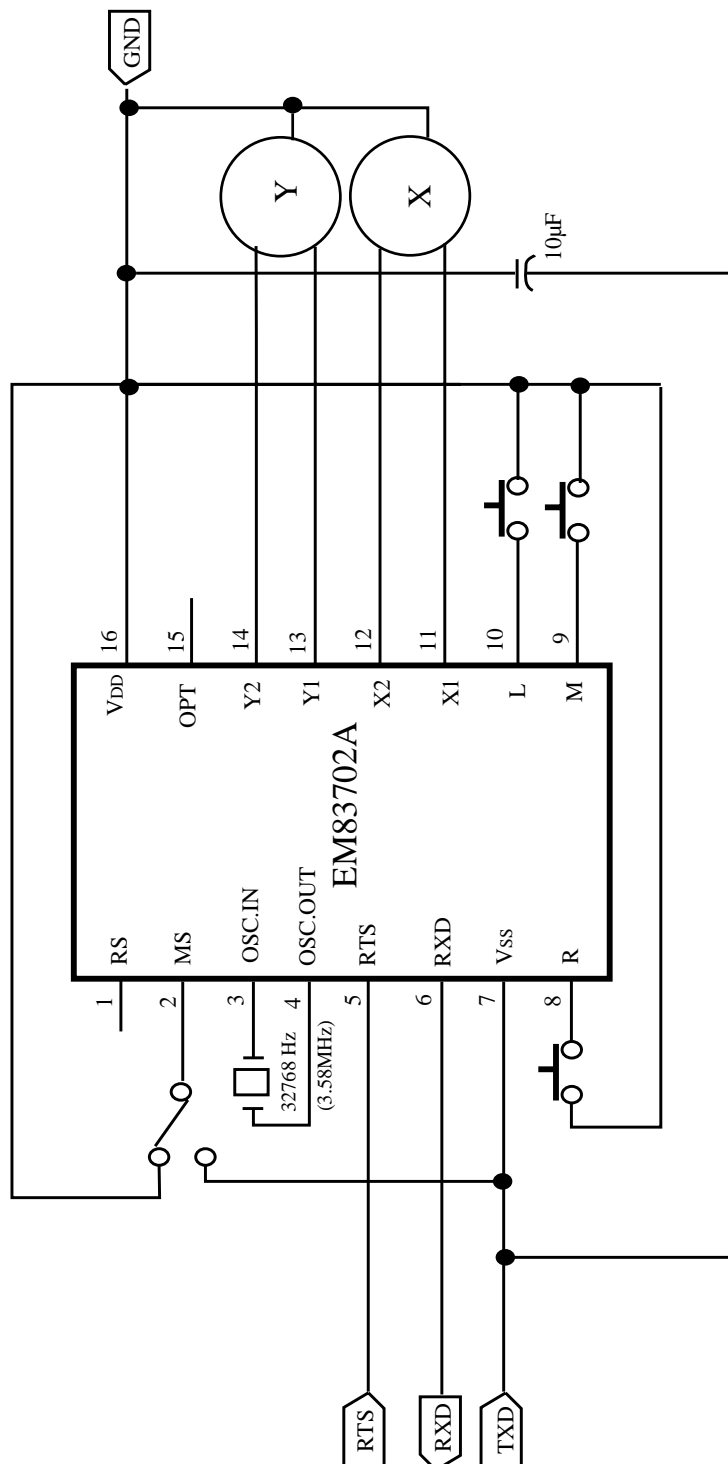 GND
Y
X
10µF
16
15
14
13
12
11
10
9
VDD
OPT
Y2
Y1
X2
X1
L
M
EM83702A
RS
MS
OSC.IN
OSC.OUT
RTS
RXD
Vss
R
1
2
3
4
5
6
7
8
32768 Hz
(3.58MHz)
RTS
RXD
TXD